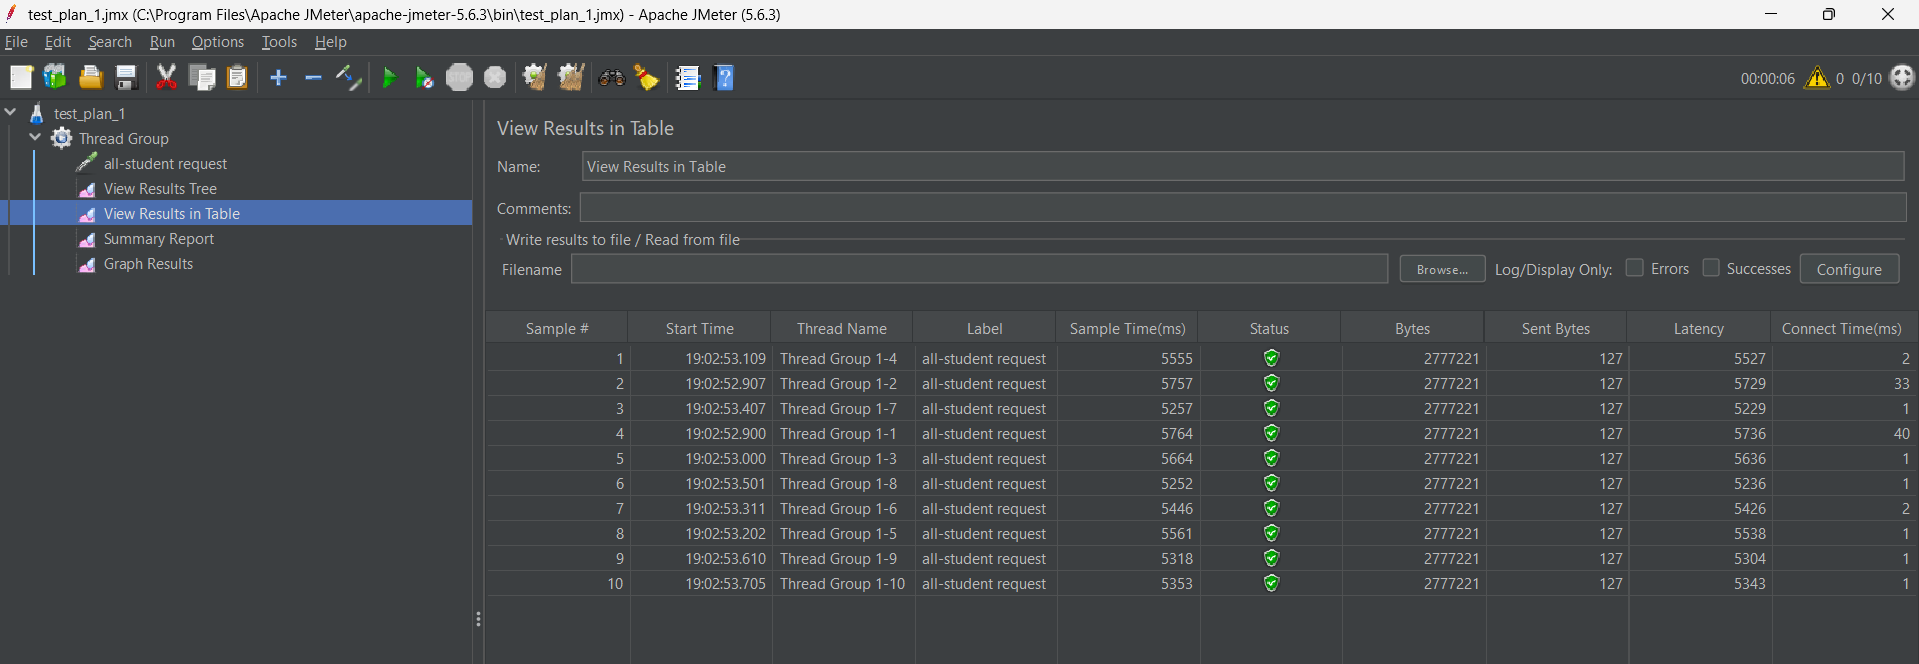 test_plan_1.jmx (C:\Program Files\Apache JMeter\apache-jmeter-5.6.3\bin\test_plan_1.jmx) - Apache JMeter (5.6.3)
File Edit Search Run Options Tools Help
STOP 00:00:06 0 0/10
test_plan_1
Thread Group
all-student request
View Results Tree
View Results in Table
Summary Report
Graph Results
View Results in Table
Name: View Results in Table
Comments:
Write results to file / Read from file
Filename Browse... Log/Display Only: Errors Successes Configure
Sample # Start Time Thread Name Label Sample Time(ms) Status Bytes Sent Bytes Latency Connect Time(ms)
1 19:02:53.109 Thread Group 1-4 all-student request 5555 2777221 127 5527 2
2 19:02:52.907 Thread Group 1-2 all-student request 5757 2777221 127 5729 33
3 19:02:53.407 Thread Group 1-7 all-student request 5257 2777221 127 5229 1
4 19:02:52.900 Thread Group 1-1 all-student request 5764 2777221 127 5736 40
5 19:02:53.000 Thread Group 1-3 all-student request 5664 2777221 127 5636 1
6 19:02:53.501 Thread Group 1-8 all-student request 5252 2777221 127 5236 1
7 19:02:53.311 Thread Group 1-6 all-student request 5446 2777221 127 5426 2
8 19:02:53.202 Thread Group 1-5 all-student request 5561 2777221 127 5538 1
9 19:02:53.610 Thread Group 1-9 all-student request 5318 2777221 127 5304 1
10 19:02:53.705 Thread Group 1-10 all-student request 5353 2777221 127 5343 1